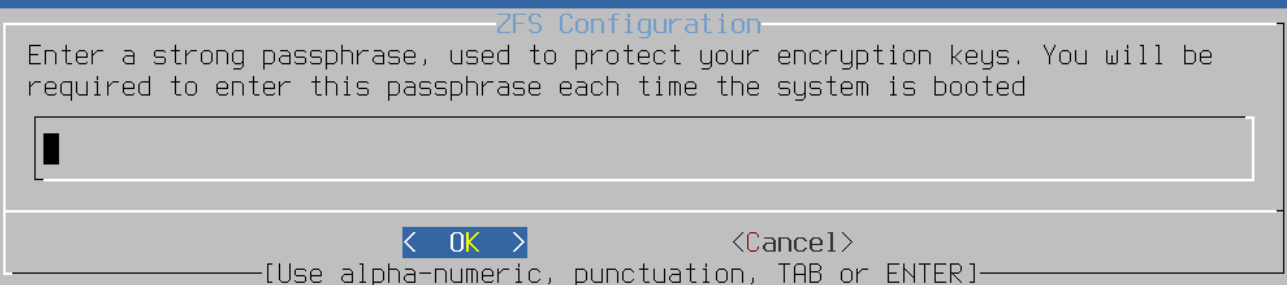 ZFS Configuration
Enter a strong passphrase, used to protect your encryption keys. You will be
required to enter this passphrase each time the system is booted
< OK > <Cancel>
[Use alpha-numeric, punctuation, TAB or ENTER]